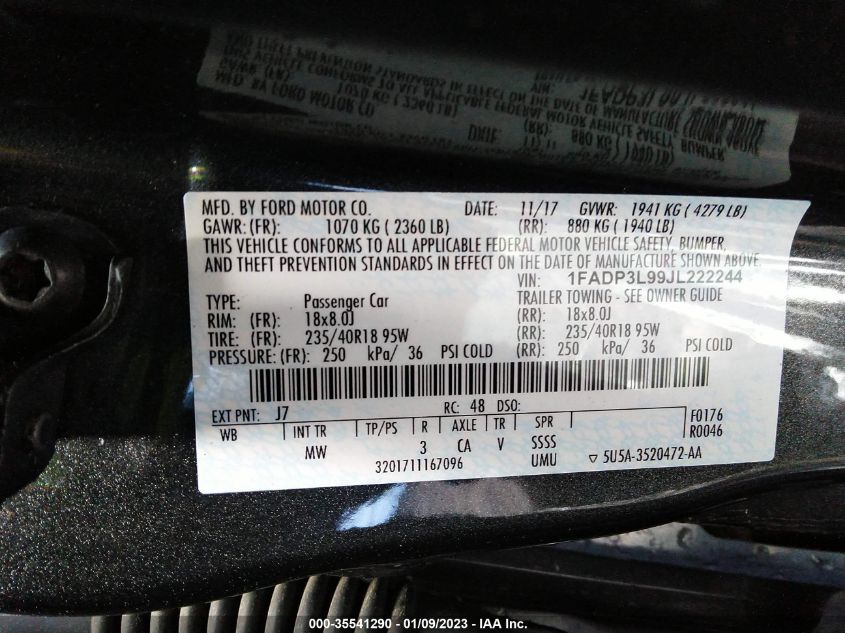 MFD. BY FORD MOTOR CO. DATE: 11/17 GVWR: 1941 KG ( 4279 LB)
GAWR: (FR): 1070 KG ( 2360 LB) (RR): 880 KG ( 1940 LB)
THIS VEHICLE CONFORMS TO ALL APPLICABLE FEDERAL MOTOR VEHICLE SAFETY, BUMPER,
AND THEFT PREVENTION STANDARDS IN EFFECT ON THE DATE OF MANUFACTURE SHOWN ABOVE.
VIN: 1FADP3L99JL222244
TYPE: Passenger Car TRAILER TOWING - SEE OWNER GUIDE
RIM: (FR): 18x8.0J (RR): 18x8.0J
TIRE: (FR): 235/40R18 95W (RR): 235/40R18 95W
PRESSURE: (FR): 250 kPa/ 36 PSI COLD (RR): 250 kPa/ 36 PSI COLD
EXT PNT: J7 RC: 48 DSO: F0176
WB INT TR TP/PS R AXLE TR SPR R0046
MW 3 CA V SSSS
3201711167096 UMU ▽ 5U5A-3520472-AA
000-35541290 - 01/09/2023 - IAA Inc.